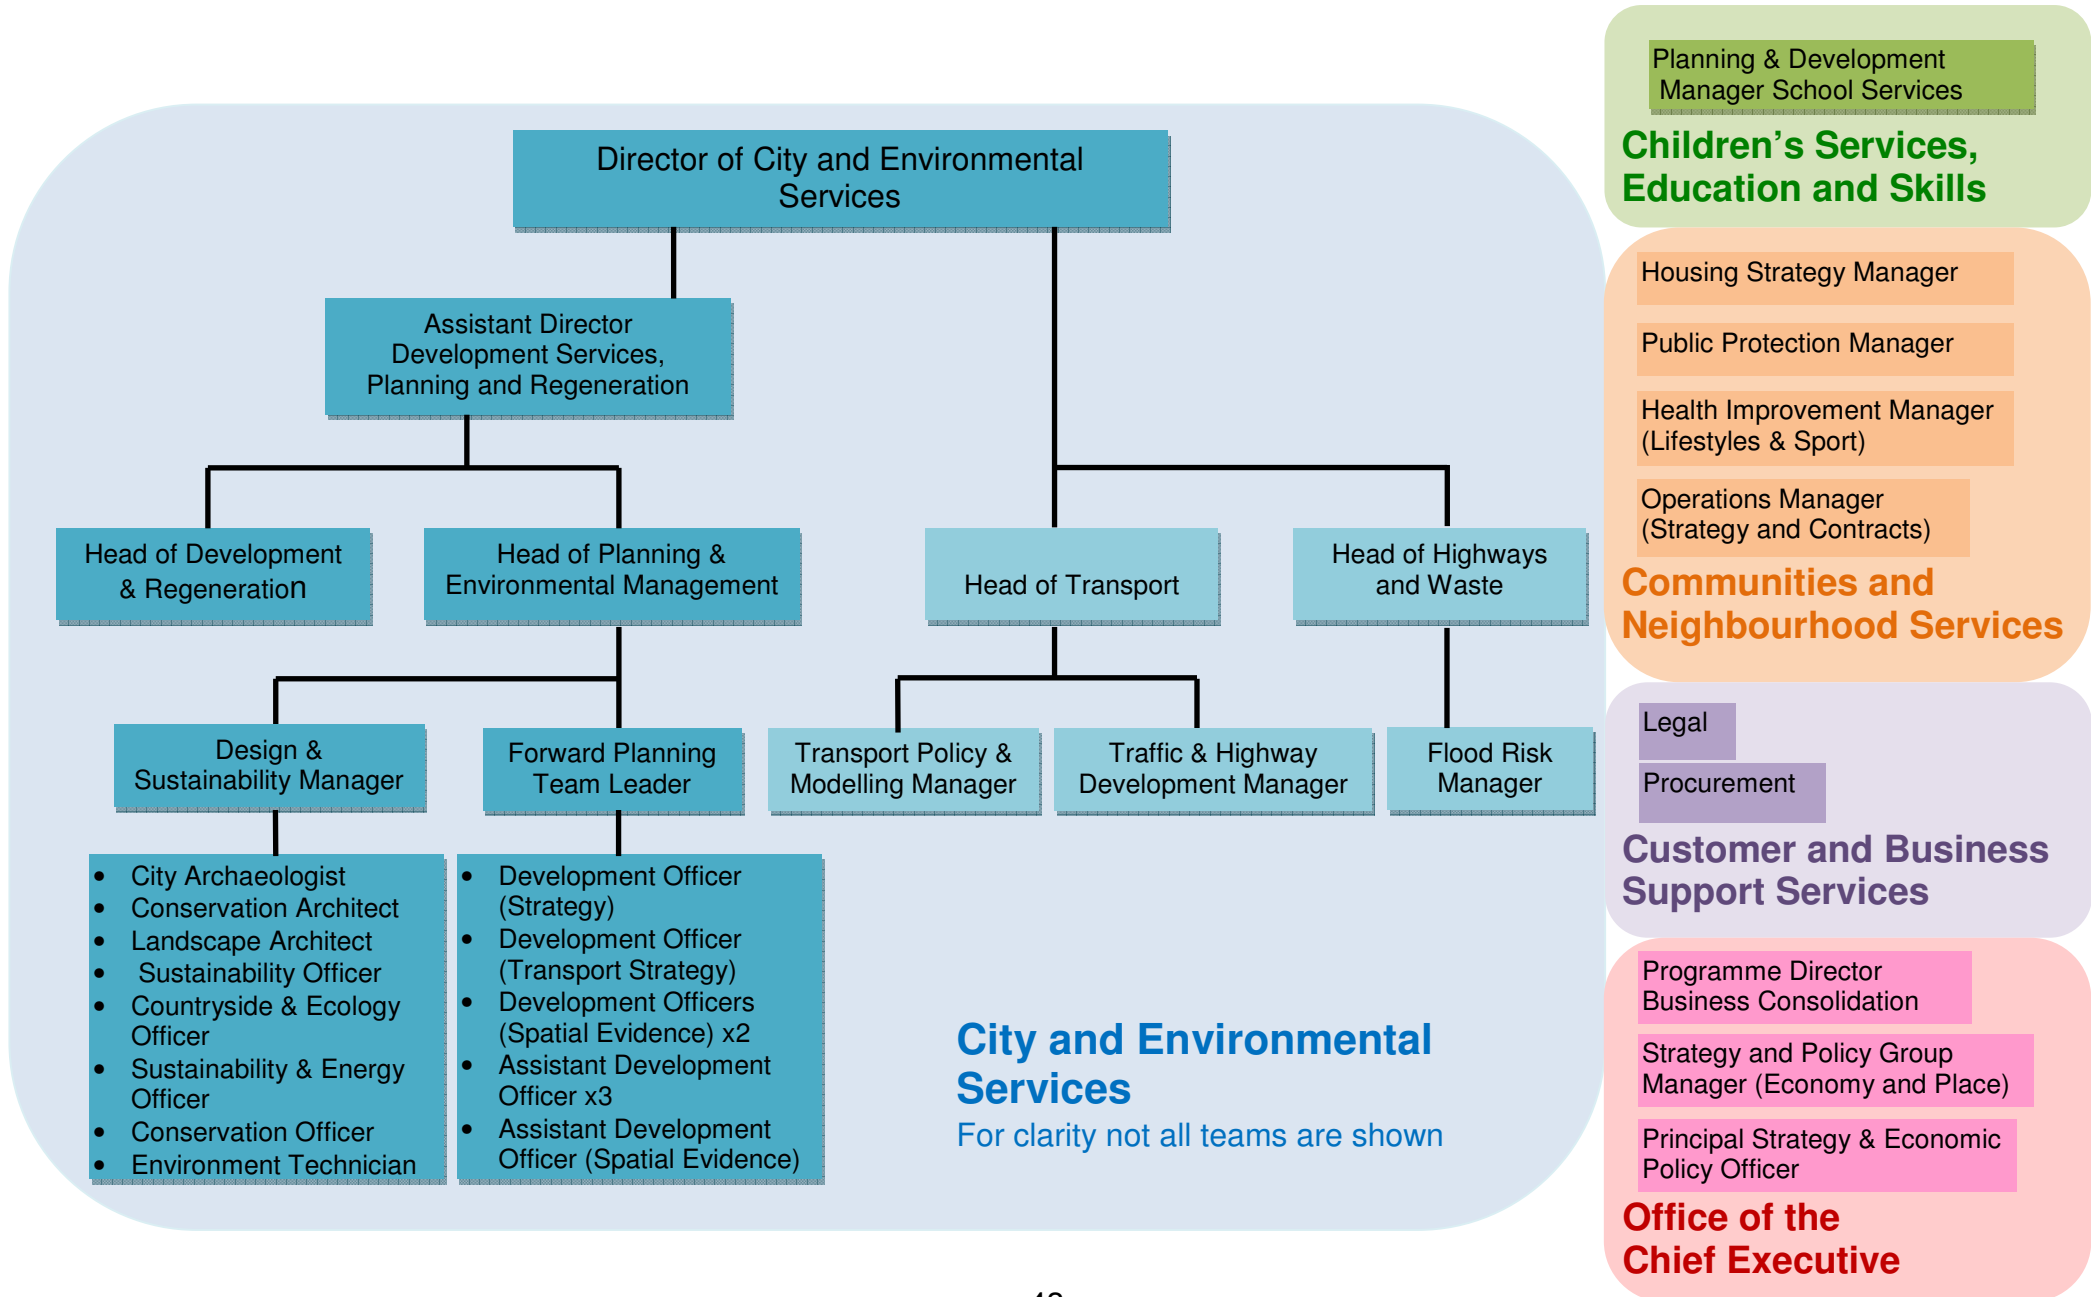 Director of City and Environmental
Services
Assistant Director
Development Services,
Planning and Regeneration
Head of Development
& Regeneration
Head of Planning &
Environmental Management
Head of Transport
Head of Highways
and Waste
Design &
Sustainability Manager
Forward Planning
Team Leader
Transport Policy &
Modelling Manager
Traffic & Highway
Development Manager
Flood Risk
Manager
• City Archaeologist
• Conservation Architect
• Landscape Architect
• Sustainability Officer
• Countryside & Ecology
Officer
• Sustainability & Energy
Officer
• Conservation Officer
• Environment Technician
• Development Officer
(Strategy)
• Development Officer
(Transport Strategy)
• Development Officers
(Spatial Evidence) x2
• Assistant Development
Officer x3
• Assistant Development
Officer (Spatial Evidence)
City and Environmental
Services
For clarity not all teams are shown
Planning & Development
Manager School Services
Children's Services,
Education and Skills
Housing Strategy Manager
Public Protection Manager
Health Improvement Manager
(Lifestyles & Sport)
Operations Manager
(Strategy and Contracts)
Communities and
Neighbourhood Services
Legal
Procurement
Customer and Business
Support Services
Programme Director
Business Consolidation
Strategy and Policy Group
Manager (Economy and Place)
Principal Strategy & Economic
Policy Officer
Office of the
Chief Executive